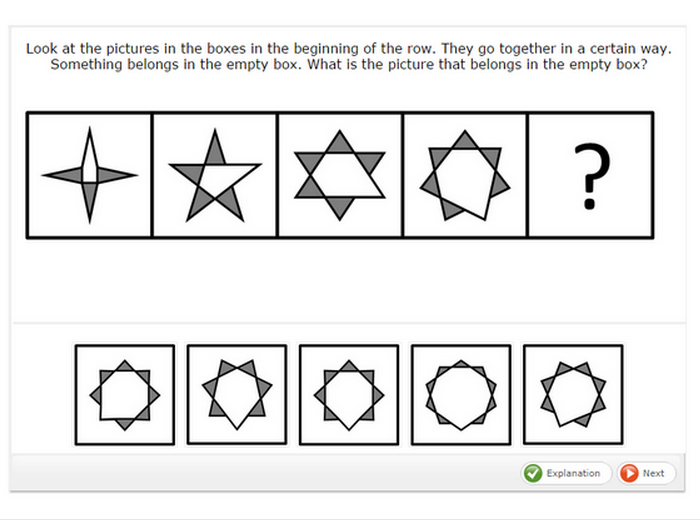 Look at the pictures in the boxes in the beginning of the row. They go together in a certain way.
Something belongs in the empty box. What is the picture that belongs in the empty box?
?
Explanation
Next